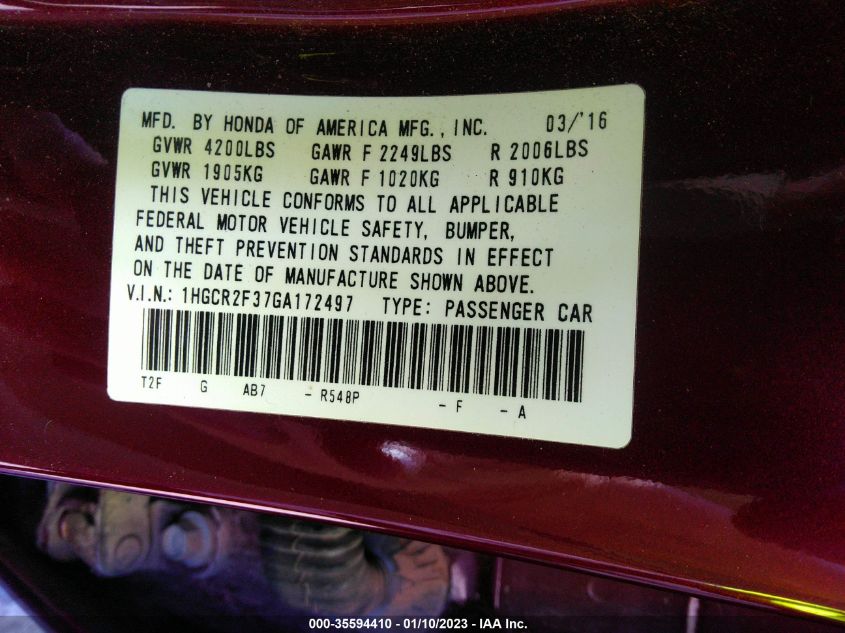 MFD. BY HONDA OF AMERICA MFG., INC. 03/'16
GVWR 4200LBS GAWR F 2249LBS R 2006LBS
GVWR 1905KG GAWR F 1020KG R 910KG
THIS VEHICLE CONFORMS TO ALL APPLICABLE
FEDERAL MOTOR VEHICLE SAFETY, BUMPER,
AND THEFT PREVENTION STANDARDS IN EFFECT
ON THE DATE OF MANUFACTURE SHOWN ABOVE.
V.I.N.: 1HGCR2F37GA172497 TYPE: PASSENGER CAR
T2F G AB7 - R548P - F - A
000-35594410 - 01/10/2023 - IAA Inc.